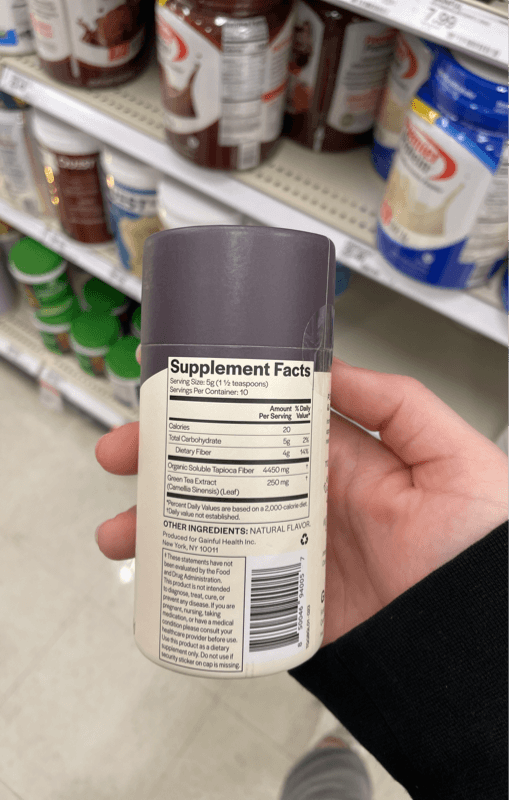 7.99
Supplement Facts
Serving Size: 5g (1 ½ teaspoons)
Servings Per Container: 10
Amount % Daily
Per Serving Value*
Calories 20
Total Carbohydrate 5g 2%
Dietary Fiber 4g 14%
Organic Soluble Tapioca Fiber 4450 mg †
Green Tea Extract 250 mg †
(Camellia Sinensis) (Leaf)
*Percent Daily Values are based on a 2,000-calorie diet.
†Daily value not established.
OTHER INGREDIENTS: NATURAL FLAVOR.
Produced for Gainful Health Inc.
New York, NY 10011
These statements have not
been evaluated by the Food
and Drug Administration.
This product is not intended
to diagnose, treat, cure, or
prevent any disease. If you are
pregnant, nursing, taking
medication, or have a medical
condition please consult your
healthcare provider before use.
Use this product as a dietary
supplement only. Do not use if
security sticker on cap is missing.
8 50046 94005 7